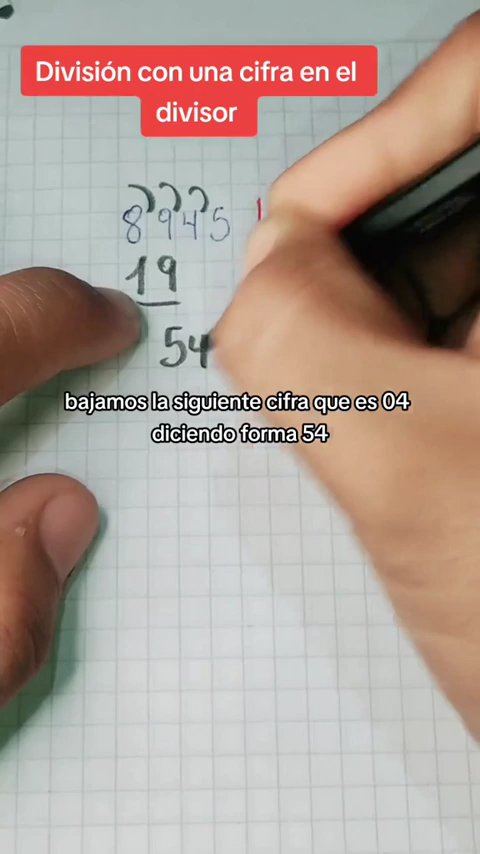 División con una cifra en el
divisor
8945
19
54
bajamos la siguiente cifra que es 04
diciendo forma 54